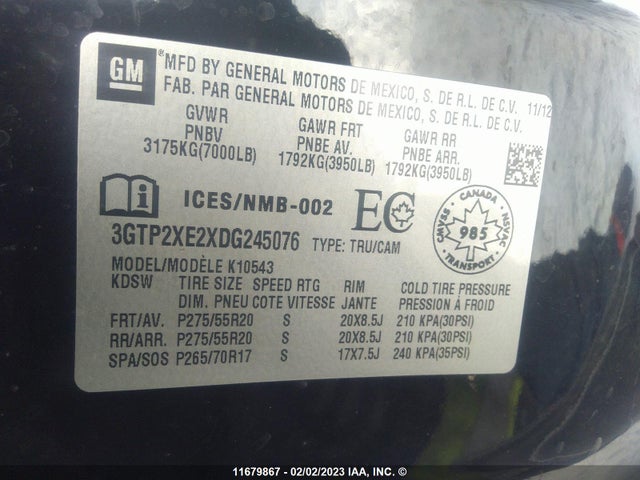 GM
® MFD BY GENERAL MOTORS DE MEXICO, S. DE R.L. DE C.V. 11/12
FAB. PAR GENERAL MOTORS DE MEXICO, S. DE R.L. DE C.V.
GVWR GAWR FRT GAWR RR
PNBV PNBE AV. PNBE ARR.
3175KG(7000LB) 1792KG(3950LB) 1792KG(3950LB)
ICES/NMB-002 EC
CANADA
CMVSS NSVAC
985
TRANSPORT
3GTP2XE2XDG245076 TYPE: TRU/CAM
MODEL/MODÈLE K10543
KDSW TIRE SIZE SPEED RTG RIM COLD TIRE PRESSURE
DIM. PNEU COTE VITESSE JANTE PRESSION À FROID
FRT/AV. P275/55R20 S 20X8.5J 210 KPA(30PSI)
RR/ARR. P275/55R20 S 20X8.5J 210 KPA(30PSI)
SPA/SOS P265/70R17 S 17X7.5J 240 KPA(35PSI)
11679867 - 02/02/2023 IAA, INC. ©